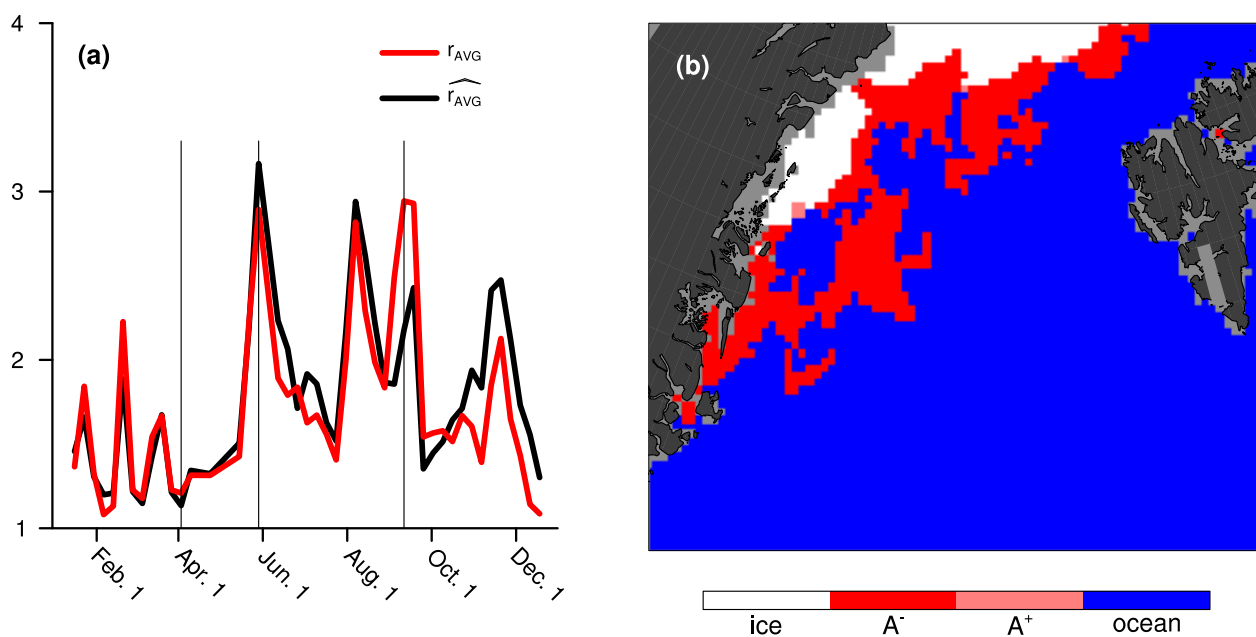 4
3
2
1
(a)
r_AVG
r̂_AVG
Feb. 1
Apr. 1
Jun. 1
Aug. 1
Oct. 1
Dec. 1
(b)
ice
A⁻
A⁺
ocean